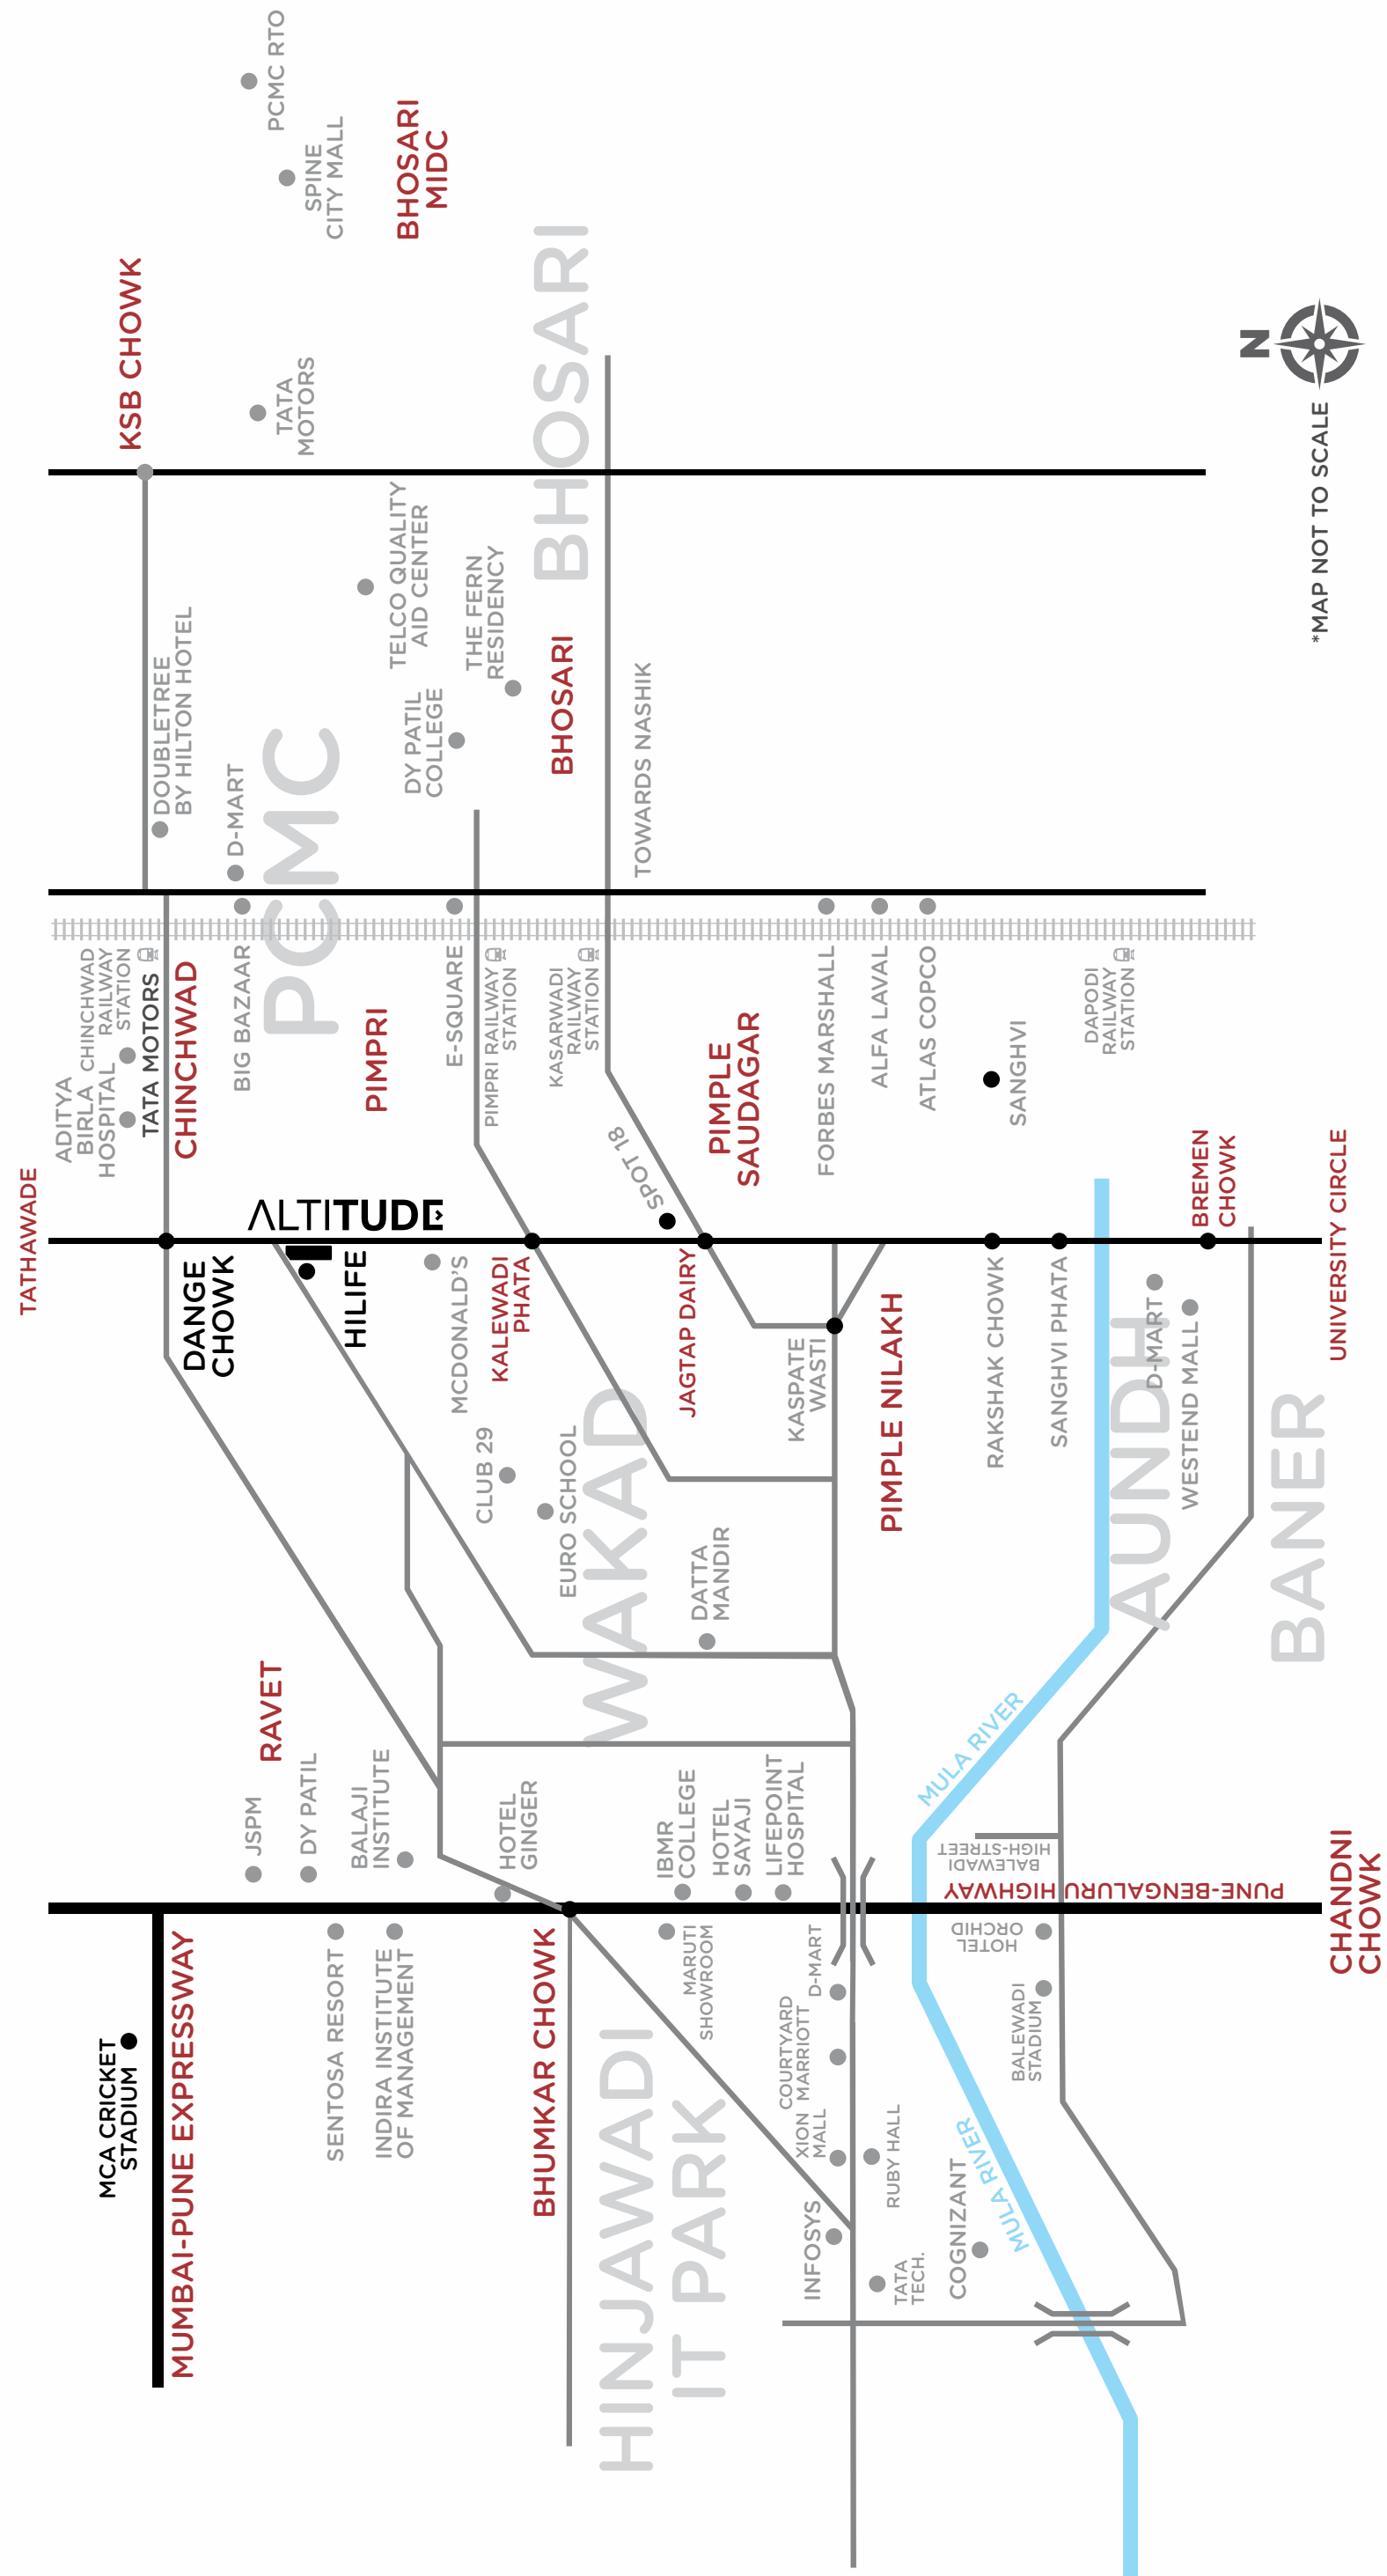 TATHAWADE
MCA CRICKET
STADIUM
MUMBAI-PUNE EXPRESSWAY
SENTOSA RESORT
INDIRA INSTITUTE
OF MANAGEMENT
BHUMKAR CHOWK
HINJAWADI
IT PARK
MARUTI
SHOWROOM
D-MART
COURTYARD
MARRIOTT
XION
MALL
INFOSYS
RUBY HALL
TATA
TECH.
COGNIZANT
MULA RIVER
BALEWADI
STADIUM
HOTEL
ORCHID
PUNE-BENGALURU HIGHWAY
BALEWADI
HIGH-STREET
CHANDNI
CHOWK
RAVET
JSPM
DY PATIL
BALAJI
INSTITUTE
HOTEL
GINGER
IBMR
COLLEGE
HOTEL
SAYAJI
LIFEPOINT
HOSPITAL
MULA RIVER
WAKAD
DATTA
MANDIR
EURO SCHOOL
CLUB 29
DANGE
CHOWK
HILIFE
ALTITUDE
MCDONALD'S
KALEWADI
PHATA
JAGTAP DAIRY
KASPATE
WASTI
PIMPLE NILAKH
RAKSHAK CHOWK
SANGHVI PHATA
AUNDH
D-MART
WESTEND MALL
BANER
BREMEN
CHOWK
UNIVERSITY CIRCLE
ADITYA
BIRLA
HOSPITAL
CHINCHWAD
RAILWAY
STATION
TATA MOTORS
CHINCHWAD
BIG BAZAAR
PCMC
PIMPRI
E-SQUARE
PIMPRI RAILWAY
STATION
KASARWADI
RAILWAY
STATION
SPOT 18
PIMPLE
SAUDAGAR
FORBES MARSHALL
ALFA LAVAL
ATLAS COPCO
SANGHVI
DAPODI
RAILWAY
STATION
DOUBLETREE
BY HILTON HOTEL
D-MART
DY PATIL
COLLEGE
TELCO QUALITY
AID CENTER
THE FERN
RESIDENCY
BHOSARI
BHOSARI
TOWARDS NASHIK
KSB CHOWK
TATA
MOTORS
SPINE
CITY MALL
PCMC RTO
BHOSARI
MIDC
N
*MAP NOT TO SCALE